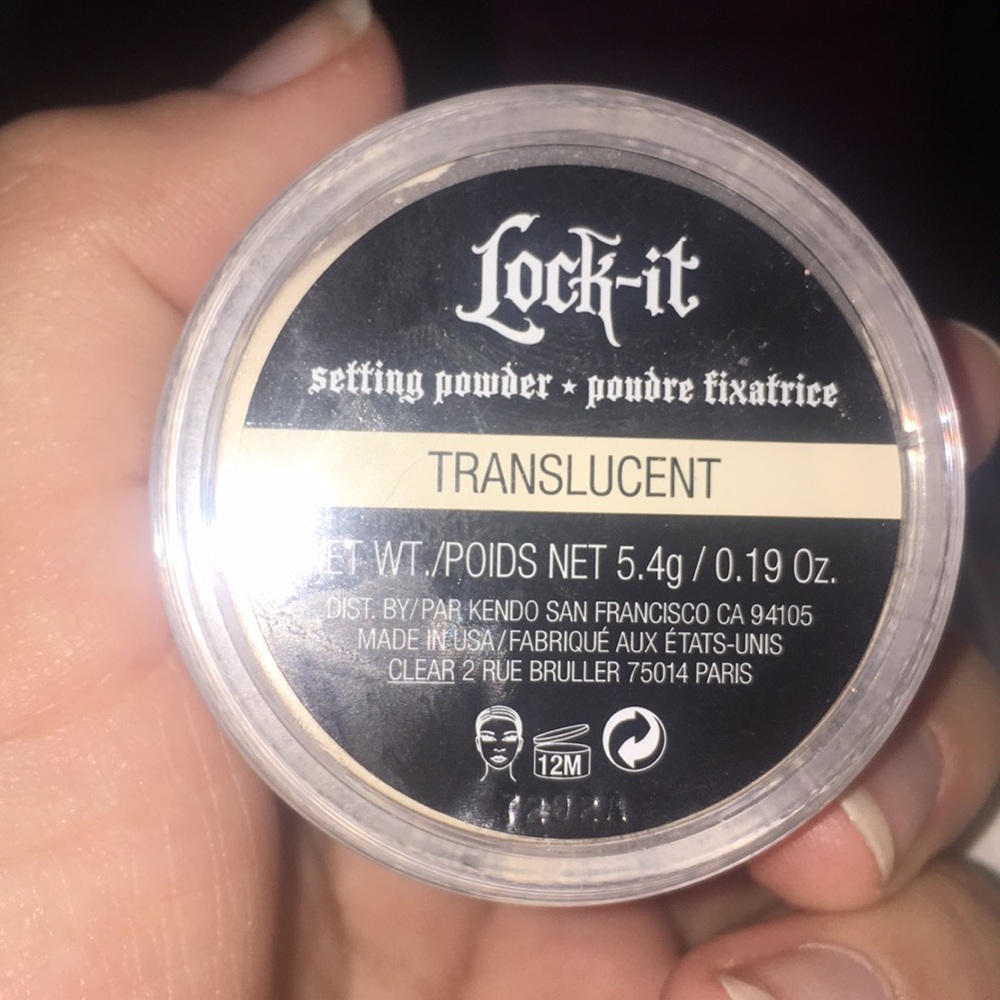 Lock-it
setting powder ★ poudre fixatrice
TRANSLUCENT
WT./POIDS NET 5.4g / 0.19 Oz.
DIST. BY/PAR KENDO SAN FRANCISCO CA 94105
MADE IN USA/FABRIQUÉ AUX ÉTATS-UNIS
CLEAR 2 RUE BRULLER 75014 PARIS
12M